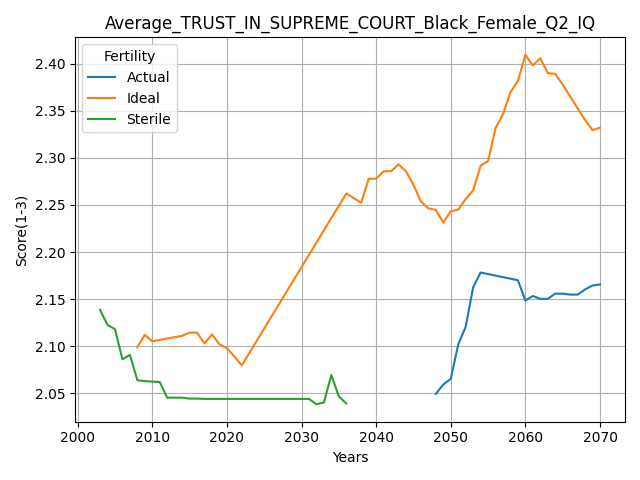 Average_TRUST_IN_SUPREME_COURT_Black_Female_Q2_IQ
Fertility
Actual
Ideal
Sterile
Score(1-3)
2.40
2.35
2.30
2.25
2.20
2.15
2.10
2.05
2000 2010 2020 2030 2040 2050 2060 2070
Years